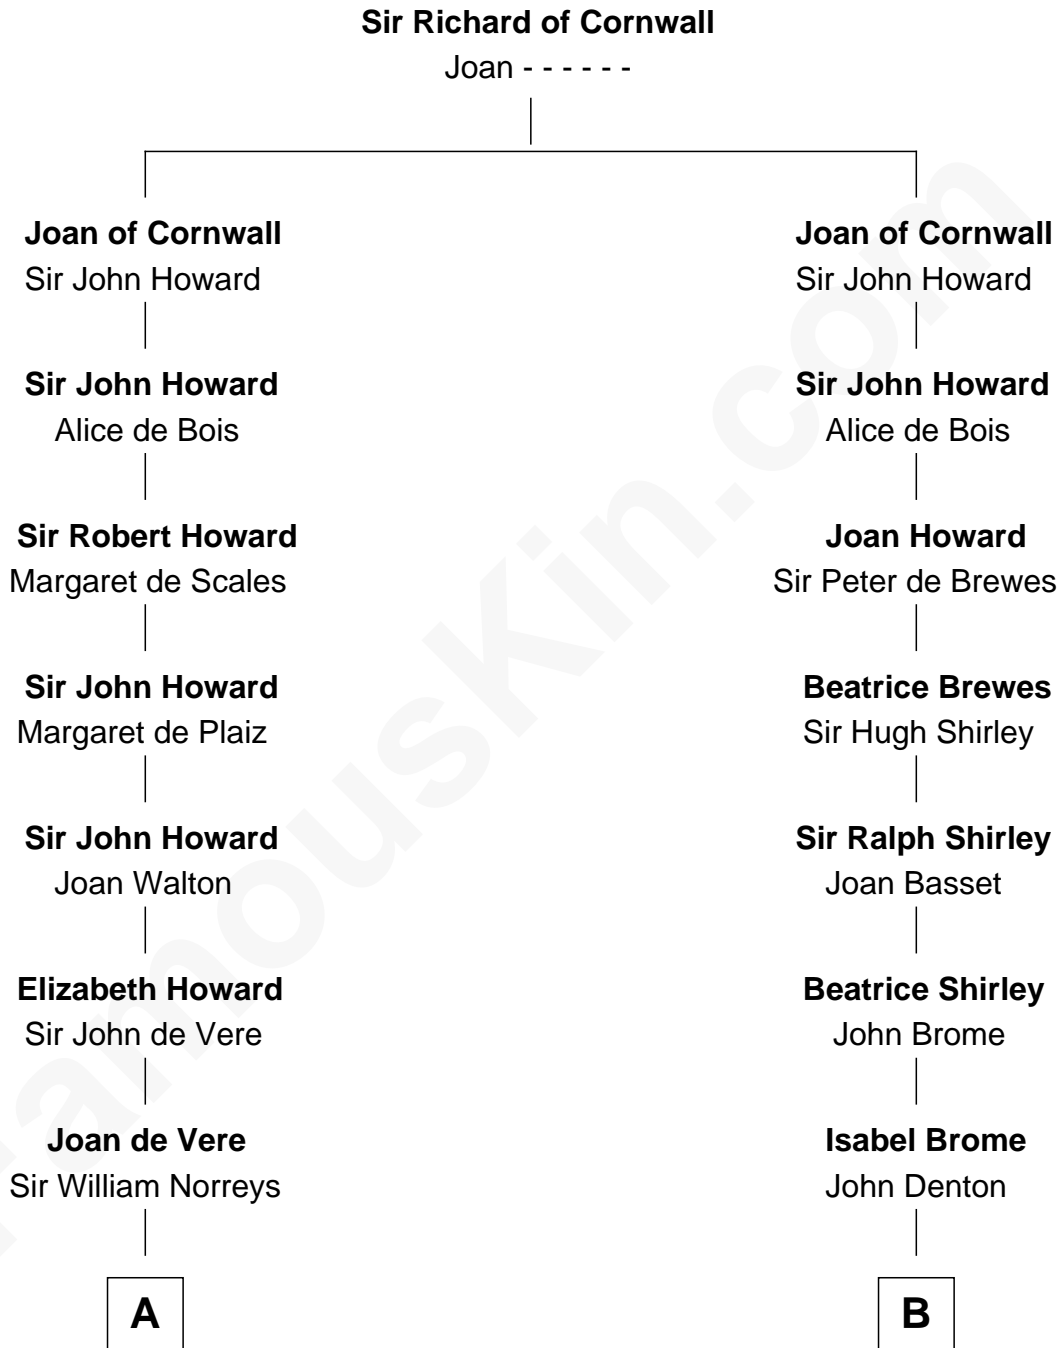 Sir Richard of Cornwall
Joan - - - - - -
Joan of Cornwall
Sir John Howard
Joan of Cornwall
Sir John Howard
Sir John Howard
Alice de Bois
Sir John Howard
Alice de Bois
Sir Robert Howard
Margaret de Scales
Joan Howard
Sir Peter de Brewes
Sir John Howard
Margaret de Plaiz
Beatrice Brewes
Sir Hugh Shirley
Sir John Howard
Joan Walton
Sir Ralph Shirley
Joan Basset
Elizabeth Howard
Sir John de Vere
Beatrice Shirley
John Brome
Joan de Vere
Sir William Norreys
Isabel Brome
John Denton
A
B
FamousKin.com